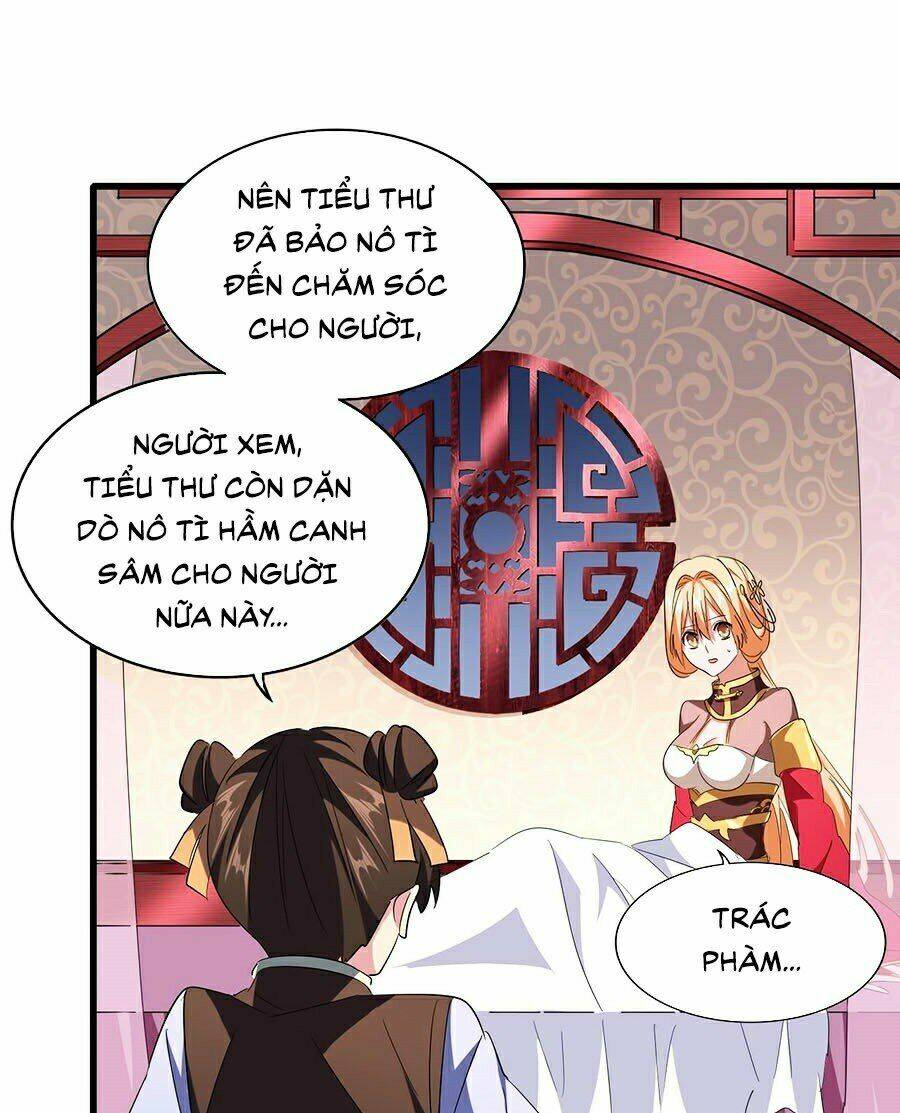 NÊN TIỂU THƯ
ĐÃ BẢO NÔ TÌ
ĐẾN CHĂM SÓC
CHO NGƯỜI,
NGƯỜI XEM,
TIỂU THƯ CÒN DẶN
DÒ NÔ TÌ HẦM CANH
SÂM CHO NGƯỜI
NỮA NÀY...
TRÁC
PHÀM...